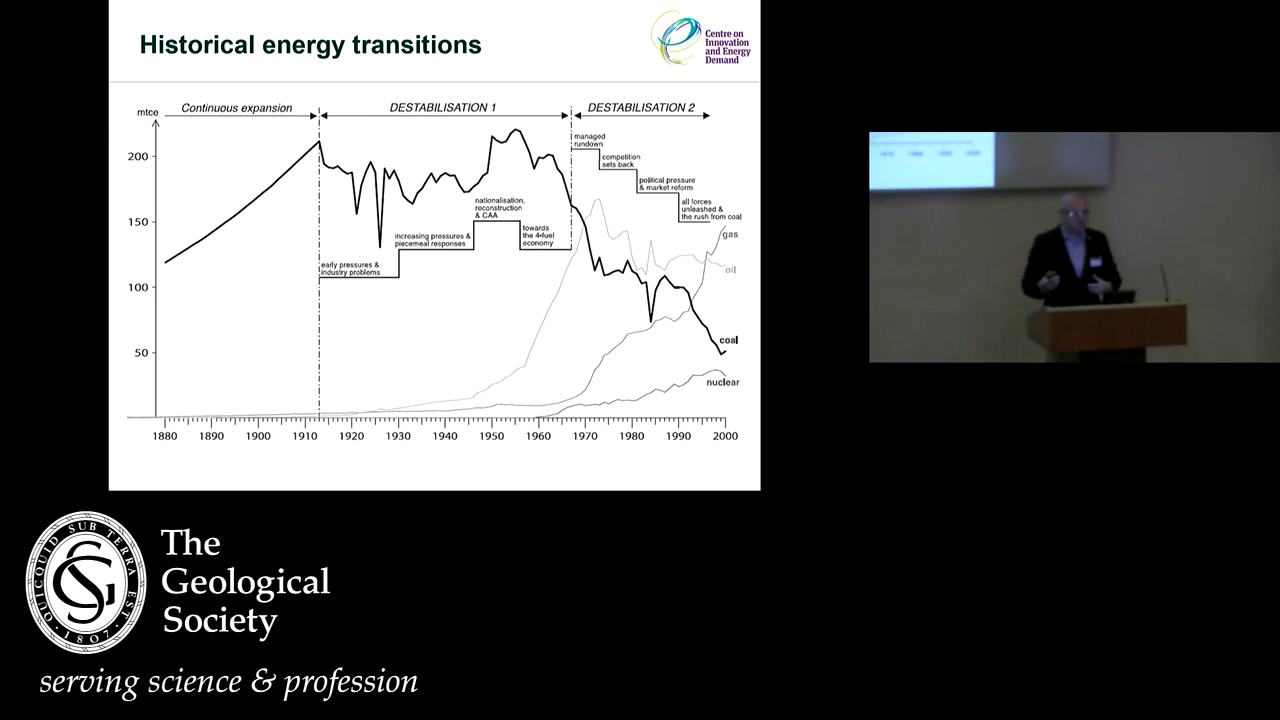 Historical energy transitions
Centre on
Innovation
and Energy
Demand
Continuous expansion
DESTABILISATION 1
DESTABILISATION 2
mtce
200
150
100
50
managed
rundown
competition
sets back
political pressure
& market reform
all forces
unleashed &
the rush from coal
nationalisation,
reconstruction
& CAA
towards
the 4-fuel
economy
increasing pressures &
piecemeal responses
early pressures &
industry problems
gas
oil
coal
nuclear
1880 1890 1900 1910 1920 1930 1940 1950 1960 1970 1980 1990 2000
QUICQUID SUB TERRA EST
1807
The
Geological
Society
serving science & profession